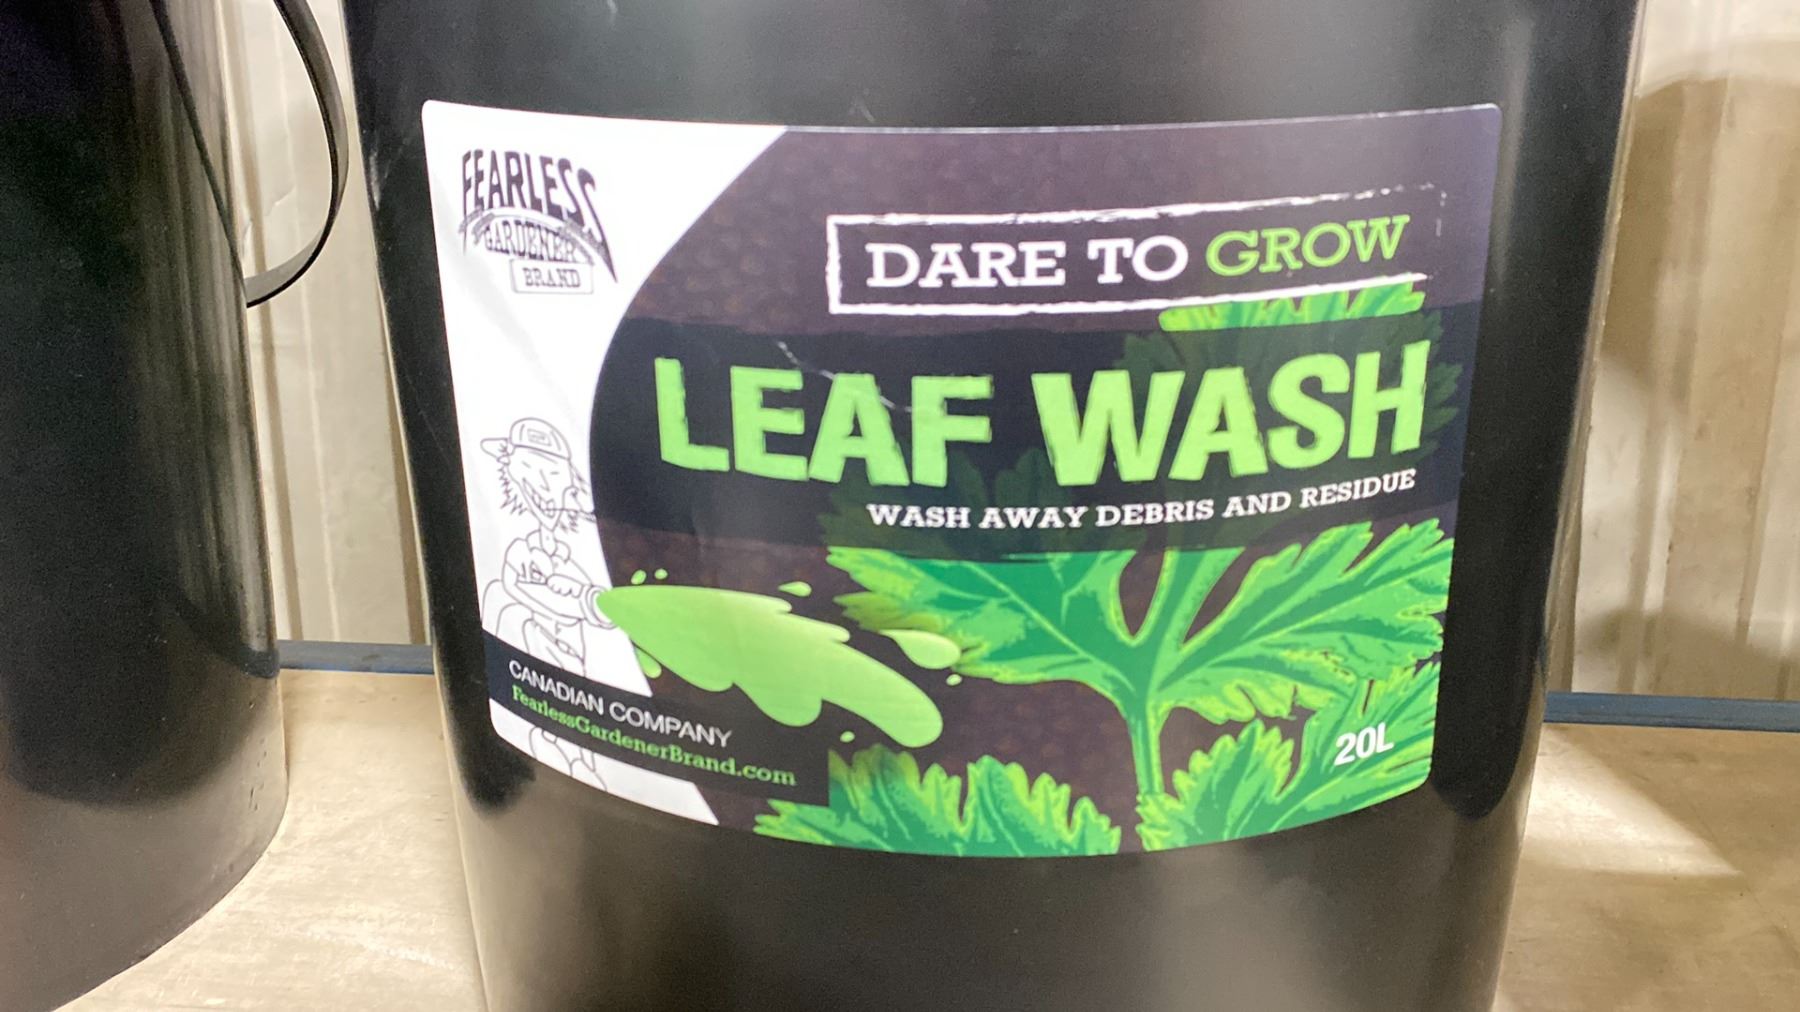 FEARLESS
GARDENER
BRAND
DARE TO GROW
LEAF WASH
WASH AWAY DEBRIS AND RESIDUE
CANADIAN COMPANY
FearlessGardenerBrand.com
20L